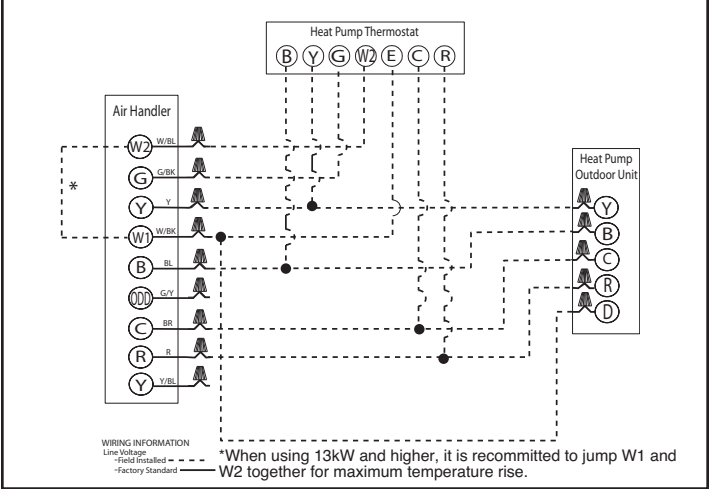 Heat Pump Thermostat
B Y G W2 E C R
Air Handler
W2 W/BL
G G/BK
Y Y
W1 W/BK
B BL
ODD G/Y
C BR
R R
Y Y/BL
*
Heat Pump
Outdoor Unit
Y
B
C
R
D
WIRING INFORMATION
Line Voltage
-Field Installed
-Factory Standard
*When using 13kW and higher, it is recommitted to jump W1 and
W2 together for maximum temperature rise.